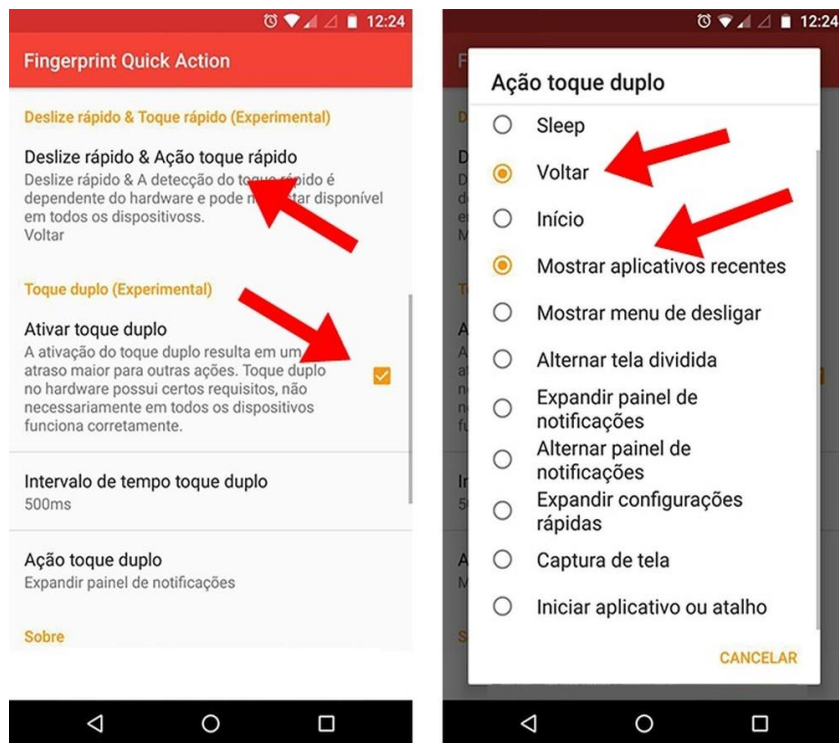 12:24
Fingerprint Quick Action
Deslize rápido & Toque rápido (Experimental)
Deslize rápido & Ação toque rápido
Deslize rápido & A detecção do toque rápido é
dependente do hardware e pode estar disponível
em todos os dispositivoss.
Voltar
Toque duplo (Experimental)
Ativar toque duplo
A ativação do toque duplo resulta em um
atraso maior para outras ações. Toque duplo
no hardware possui certos requisitos, não
necessariamente em todos os dispositivos
funciona corretamente.
Intervalo de tempo toque duplo
500ms
Ação toque duplo
Expandir painel de notificações
Sobre
12:24
Ação toque duplo
Sleep
Voltar
Início
Mostrar aplicativos recentes
Mostrar menu de desligar
Alternar tela dividida
Expandir painel de
notificações
Alternar painel de
notificações
Expandir configurações
rápidas
Captura de tela
Iniciar aplicativo ou atalho
CANCELAR